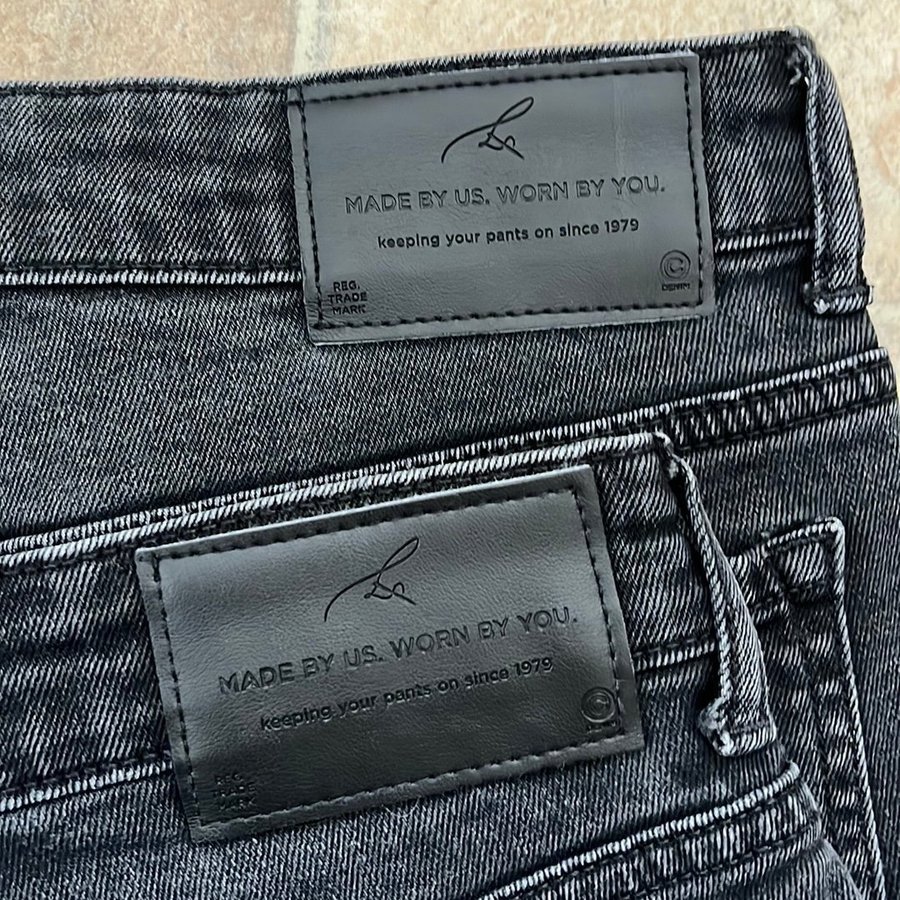 MADE BY US. WORN BY YOU.
keeping your pants on since 1979
REG.
TRADE
MARK
C
DENIM
MADE BY US. WORN BY YOU.
keeping your pants on since 1979
REG.
TRADE
MARK
C